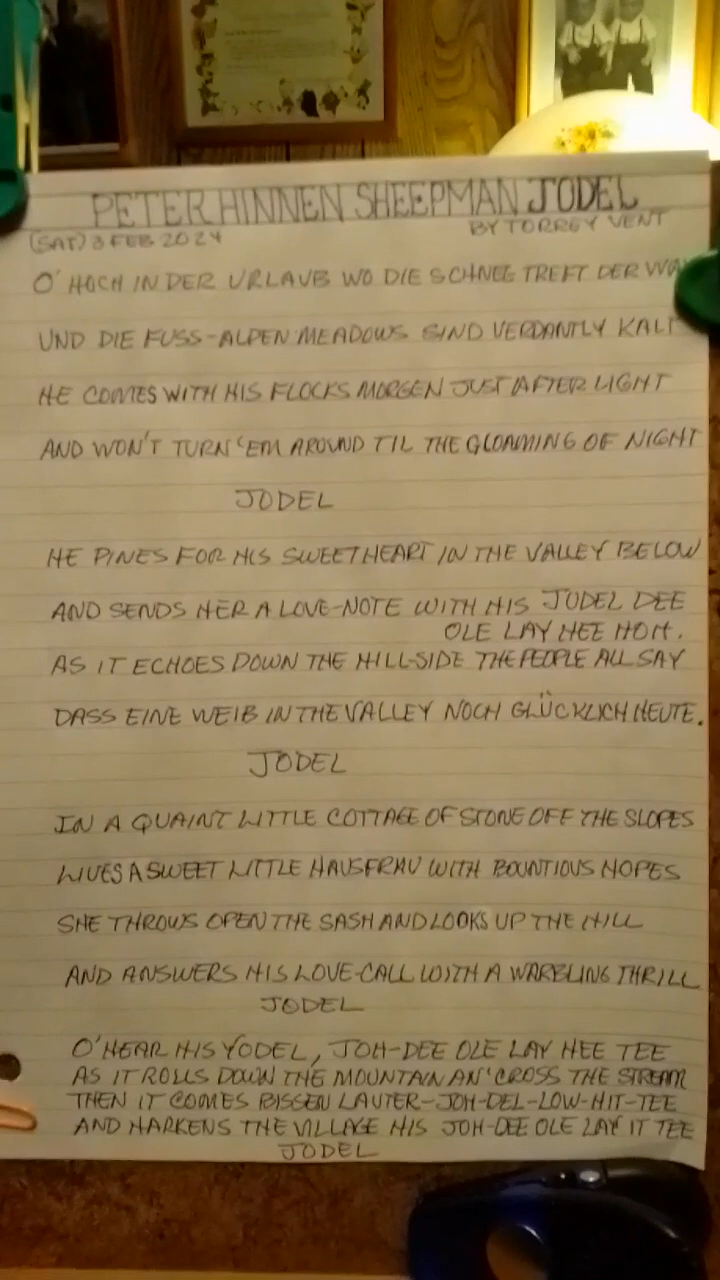 PETER HINNEN SHEEPMAN JODEL
BY TORREY VENT
(SAT) 3 FEB 2024
O' HOCH IN DER URLAUB WO DIE SCHNEE TREFT DER
UND DIE FUSS-ALPEN MEADOWS SIND VERDANTLY KALT
HE COMES WITH HIS FLOCKS MORGEN JUST AFTER LIGHT
AND WON'T TURN 'EM AROUND TIL THE GLOAMING OF NIGHT
JODEL
HE PINES FOR HIS SWEETHEART IN THE VALLEY BELOW
AND SENDS HER A LOVE-NOTE WITH HIS JODEL DEE
OLE LAY HEE HOH.
AS IT ECHOES DOWN THE HILL-SIDE THE PEOPLE ALL SAY
DASS EINE WEIB IN THE VALLEY NOCH GLÜCKLICH HEUTE.
JODEL
IN A QUAINT LITTLE COTTAGE OF STONE OFF THE SLOPES
LIVES A SWEET LITTLE HAUSFRAU WITH BOUNTIOUS HOPES
SHE THROWS OPEN THE SASH AND LOOKS UP THE HILL
AND ANSWERS HIS LOVE-CALL WITH A WARBLING THRILL
JODEL
O' HEAR HIS YODEL, JOH-DEE OLE LAY HEE TEE
AS IT ROLLS DOWN THE MOUNTAIN AN' CROSS THE STREAM
THEN IT COMES BISSEN LAUTER-JOH-DEL-LOW-HIT-TEE
AND HARKENS THE VILLAGE HIS JOH-DEE OLE LAY IT TEE
JODEL